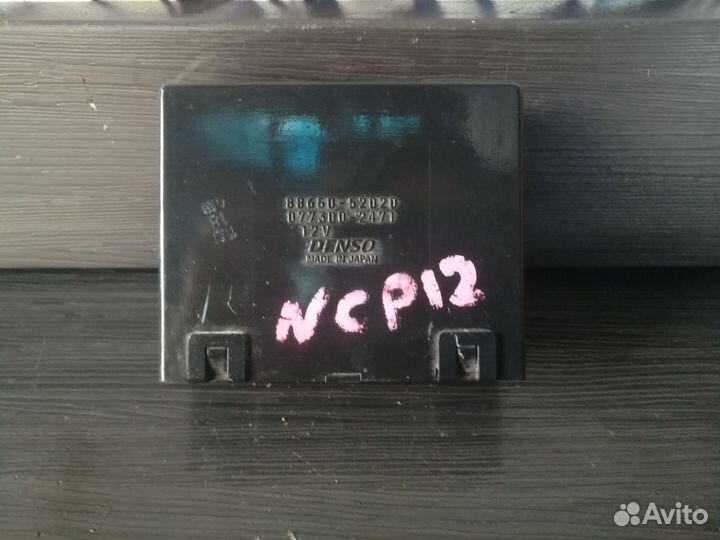 88650-52020
077300-2471
12V
DENSO
MADE IN JAPAN
NCP12
Avito